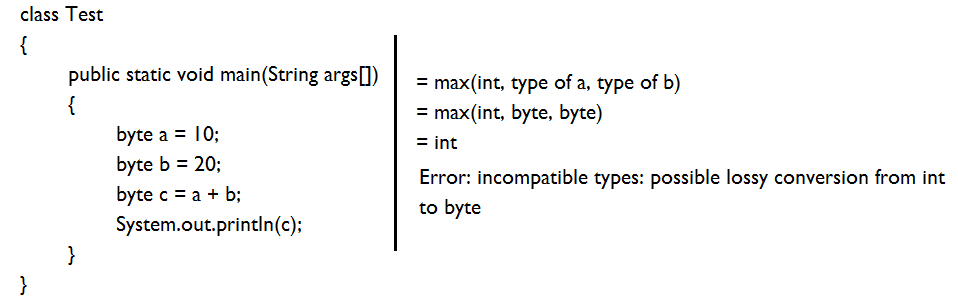 class Test
{
public static void main(String args[])
{
byte a = 10;
byte b = 20;
byte c = a + b;
System.out.println(c);
}
}
= max(int, type of a, type of b)
= max(int, byte, byte)
= int
Error: incompatible types: possible lossy conversion from int
to byte